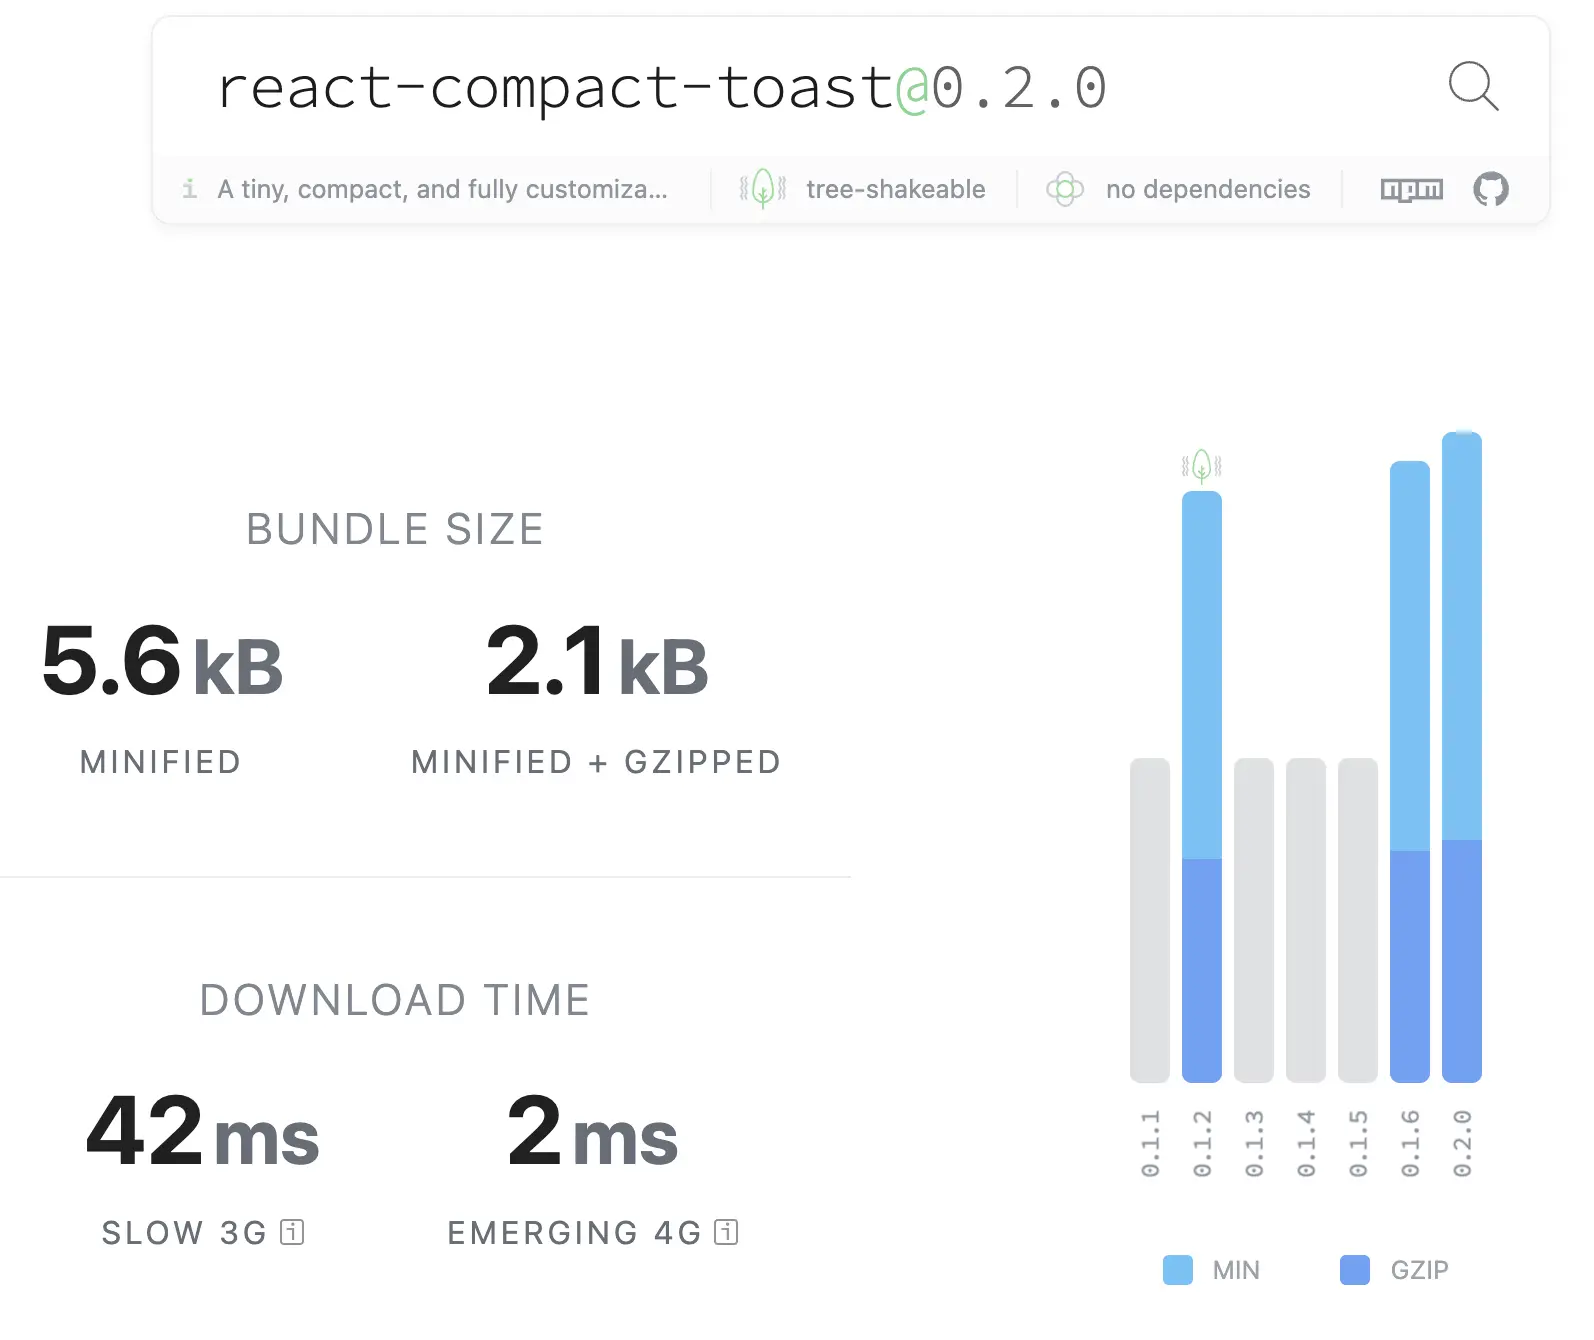 react-compact-toast@0.2.0
i A tiny, compact, and fully customiza... tree-shakeable no dependencies npm
BUNDLE SIZE
5.6 kB 2.1 kB
MINIFIED MINIFIED + GZIPPED
DOWNLOAD TIME
42 ms 2 ms
SLOW 3G i EMERGING 4G i
0.1.1
0.1.2
0.1.3
0.1.4
0.1.5
0.1.6
0.2.0
MIN GZIP